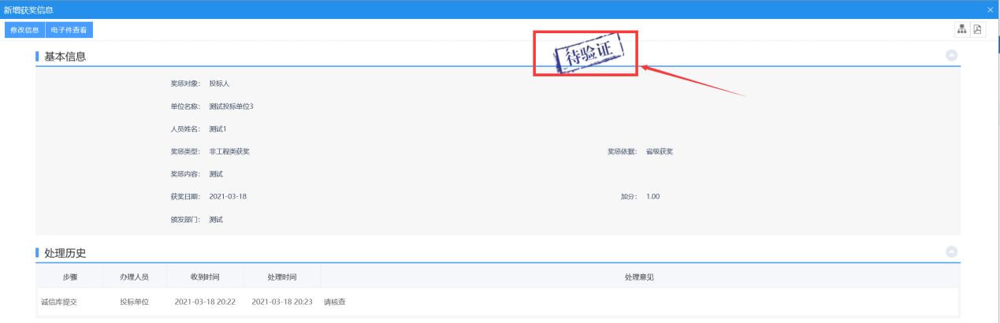 新增获奖信息
修改信息 电子件查看
待验证
基本信息
奖惩对象： 投标人
单位名称： 测试投标单位3
人员姓名： 测试1
奖惩类型： 非工程类获奖 奖惩依据： 省级获奖
奖惩内容： 测试
获奖日期： 2021-03-18 加分： 1.00
颁发部门： 测试
处理历史
步骤 办理人员 收到时间 处理时间 处理意见
诚信库提交 投标单位 2021-03-18 20:22 2021-03-18 20:23 请核查